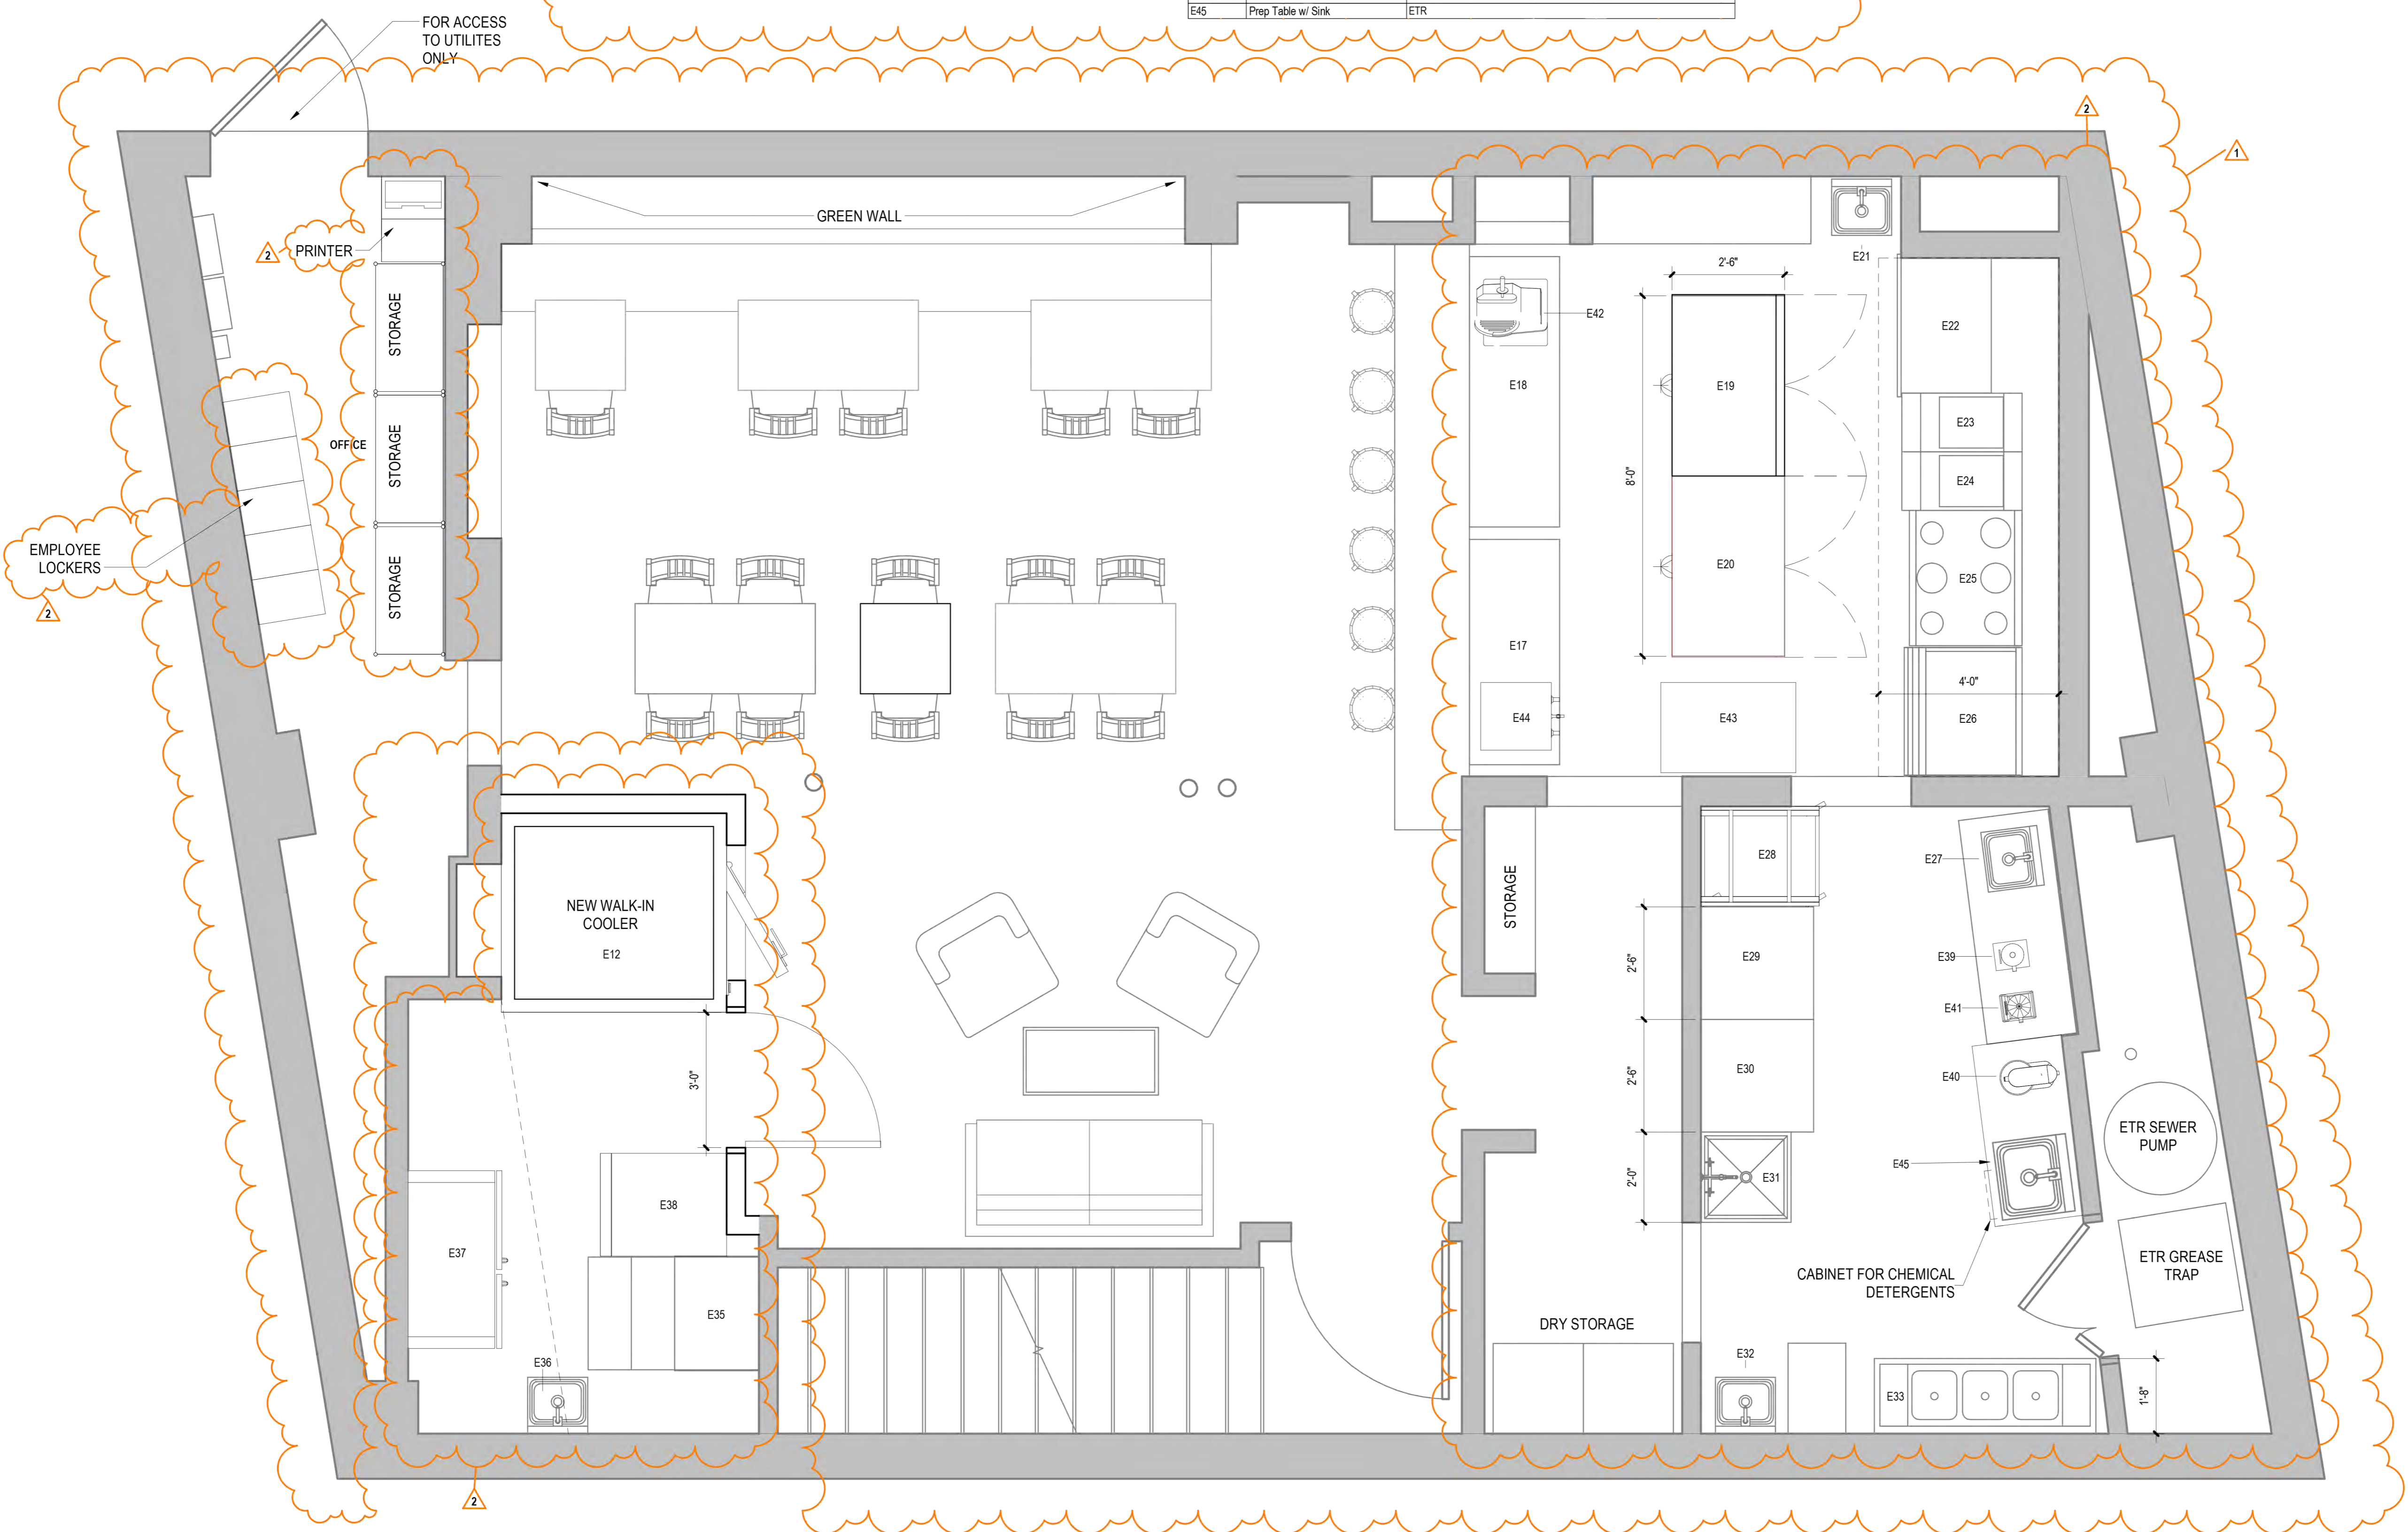 E45 Prep Table w/ Sink ETR
FOR ACCESS
TO UTILITES
ONLY
2
1
GREEN WALL
2
PRINTER
STORAGE
STORAGE
STORAGE
OFFICE
EMPLOYEE
LOCKERS
2
E21
2'-6"
E42
E18
E19
E22
E23
E24
8'-0"
E20
E25
E17
E44
E43
4'-0"
E26
NEW WALK-IN
COOLER
E12
STORAGE
E28
E27
2'-6"
E29
E39
E41
3'-0"
2'-6"
E30
E40
ETR SEWER
PUMP
2'-0"
E31
E45
E38
E37
E35
ETR GREASE
TRAP
CABINET FOR CHEMICAL
DETERGENTS
DRY STORAGE
E36
E32
E33
1'-8"
2